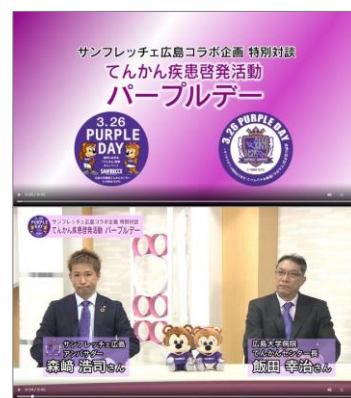 サンフレッチェ広島コラボ企画 特別対談
てんかん疾患啓発活動
パープルデー
3.26
PURPLE
DAY
SANFRECCE
3.26 PURPLE DAY
サンフレッチェ広島コラボ企画 特別対談
てんかん疾患啓発活動 パープルデー
サンフレッチェ広島
アンバサダー
森﨑 浩司さん
広島大学病院
てんかんセンター長
飯田 幸治さん